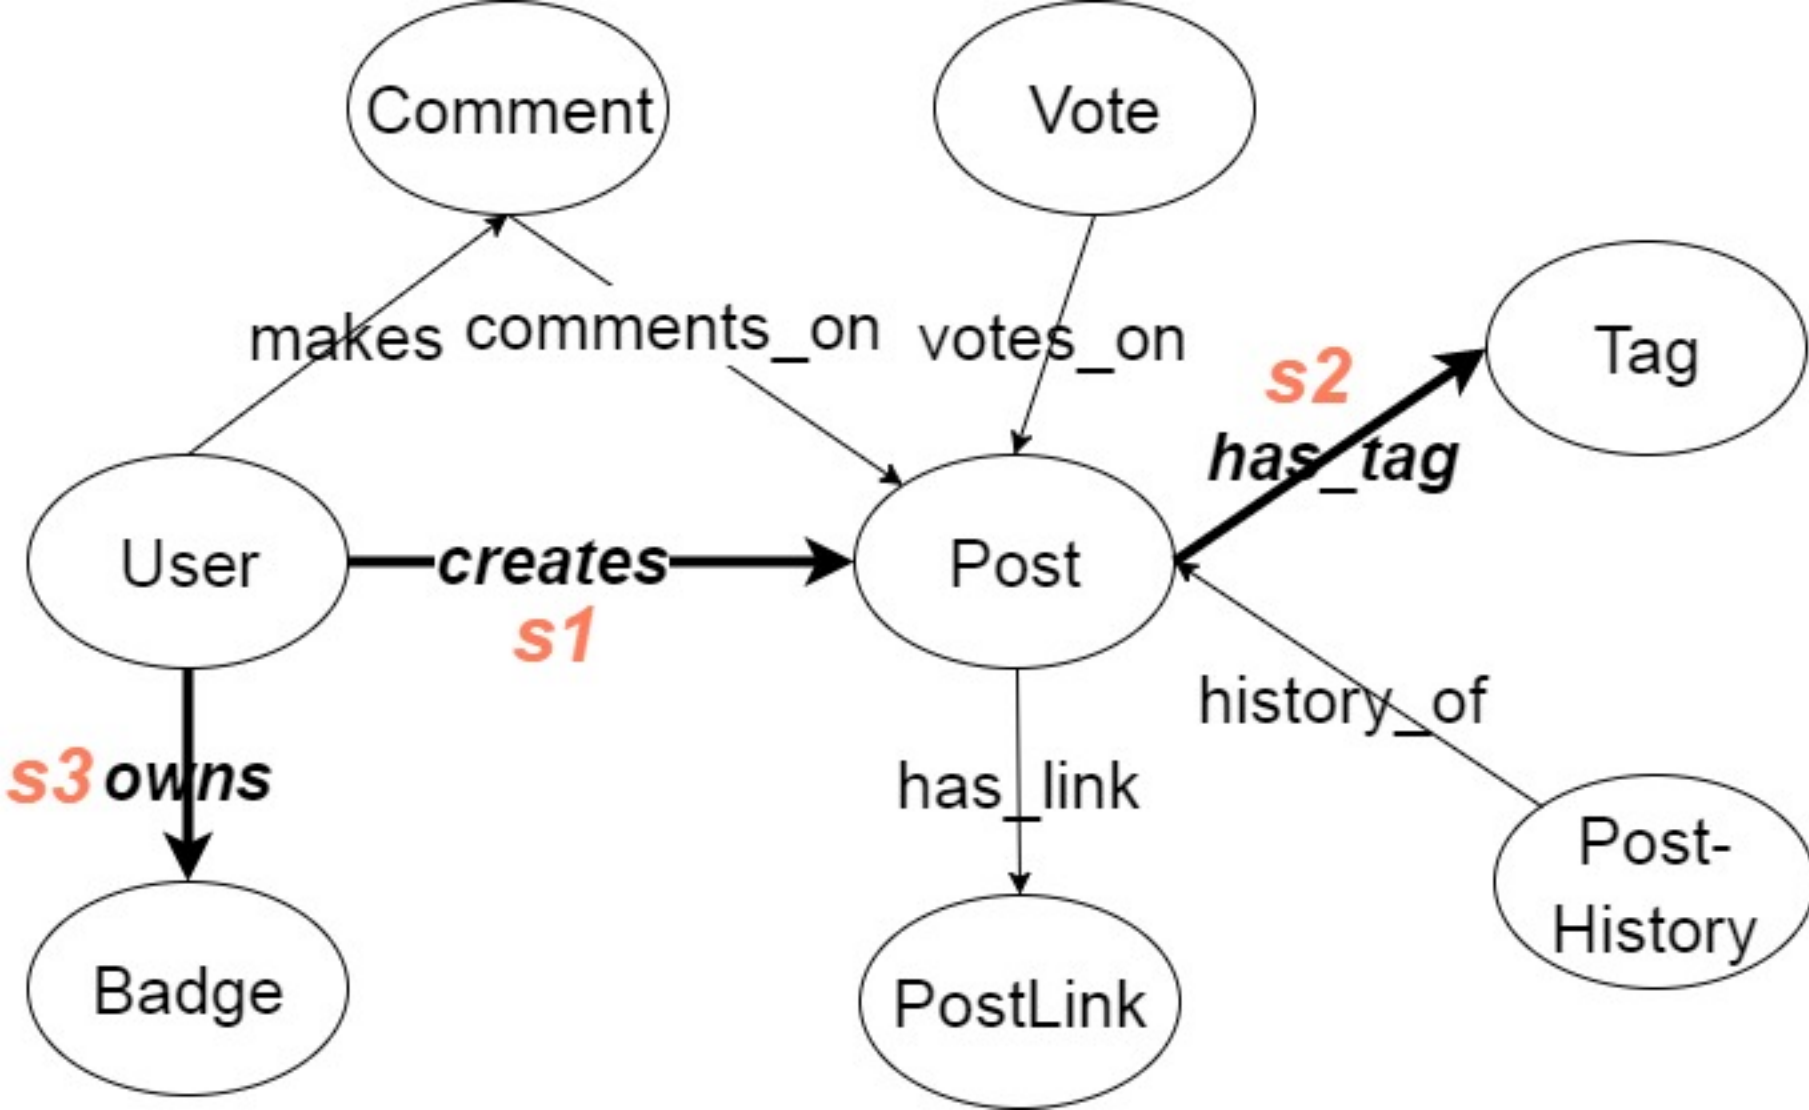 Comment
Vote
makes
comments_on
votes_on
s2
Tag
has_tag
User
creates
Post
s1
history_of
s3 owns
has_link
Post-
History
Badge
PostLink